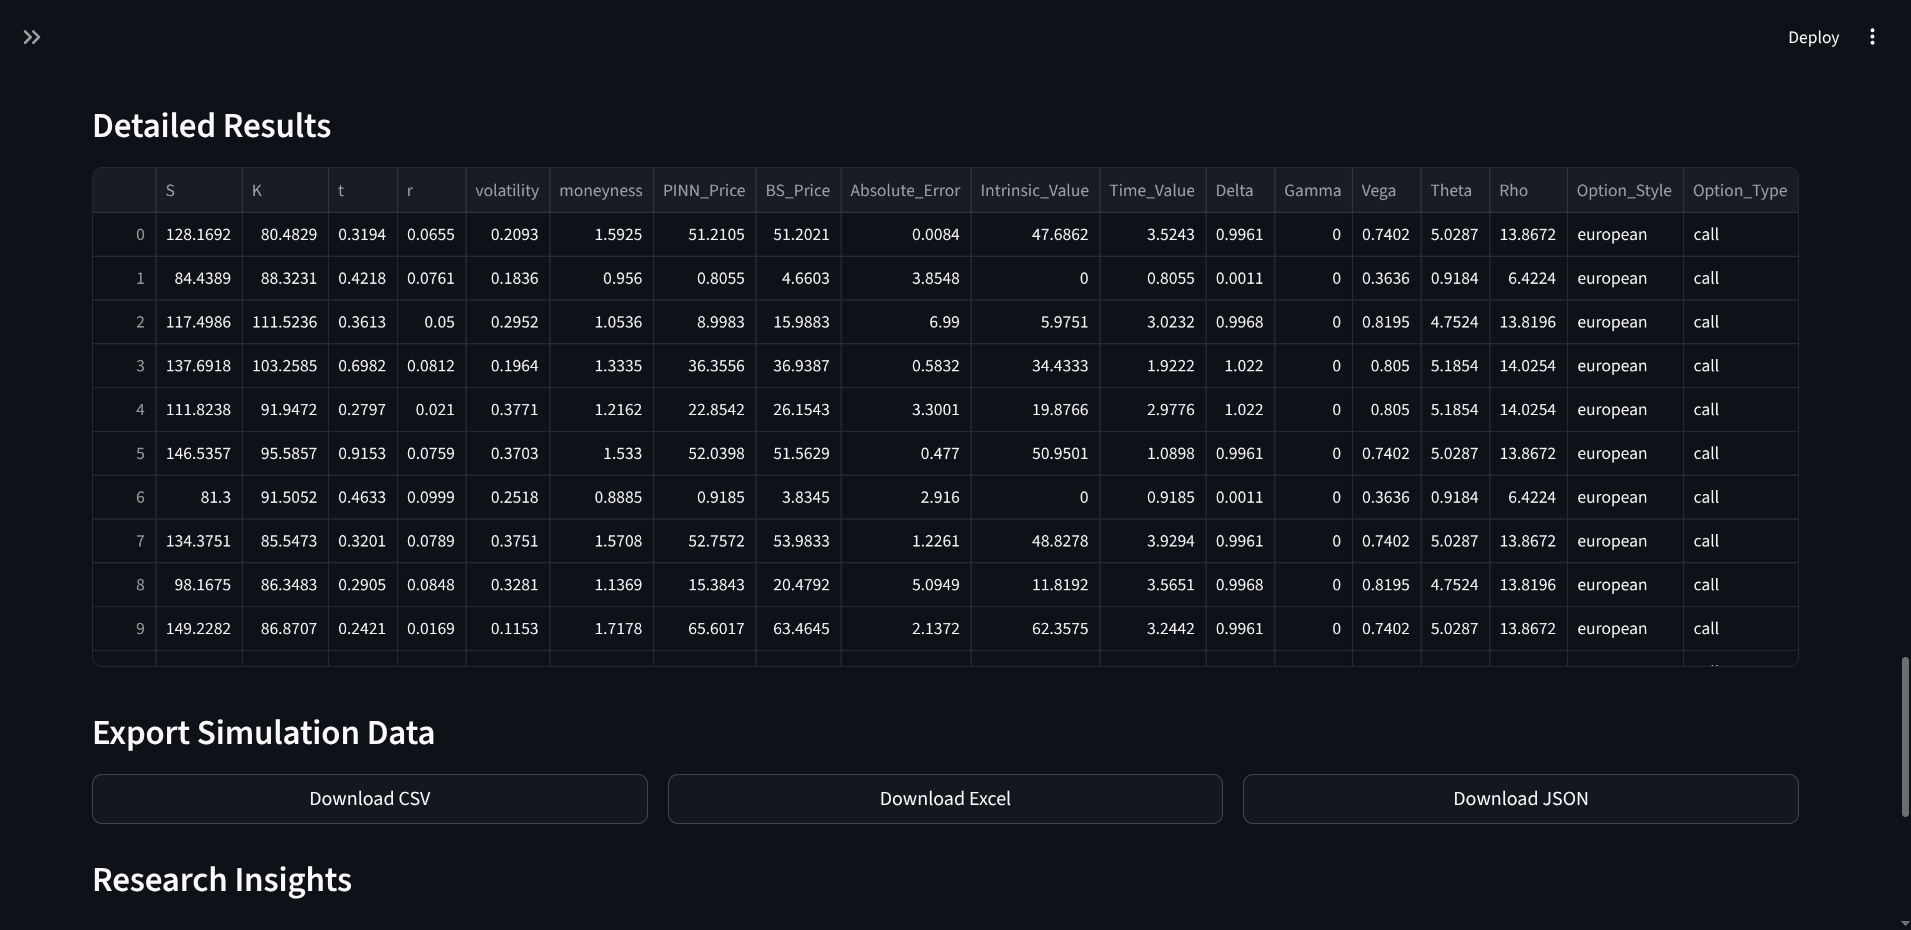 Deploy
Detailed Results
S K t r volatility moneyness PINN_Price BS_Price Absolute_Error Intrinsic_Value Time_Value Delta Gamma Vega Theta Rho Option_Style Option_Type
0 128.1692 80.4829 0.3194 0.0655 0.2093 1.5925 51.2105 51.2021 0.0084 47.6862 3.5243 0.9961 0 0.7402 5.0287 13.8672 european call
1 84.4389 88.3231 0.4218 0.0761 0.1836 0.956 0.8055 4.6603 3.8548 0 0.8055 0.0011 0 0.3636 0.9184 6.4224 european call
2 117.4986 111.5236 0.3613 0.05 0.2952 1.0536 8.9983 15.9883 6.99 5.9751 3.0232 0.9968 0 0.8195 4.7524 13.8196 european call
3 137.6918 103.2585 0.6982 0.0812 0.1964 1.3335 36.3556 36.9387 0.5832 34.4333 1.9222 1.022 0 0.805 5.1854 14.0254 european call
4 111.8238 91.9472 0.2797 0.021 0.3771 1.2162 22.8542 26.1543 3.3001 19.8766 2.9776 1.022 0 0.805 5.1854 14.0254 european call
5 146.5357 95.5857 0.9153 0.0759 0.3703 1.533 52.0398 51.5629 0.477 50.9501 1.0898 0.9961 0 0.7402 5.0287 13.8672 european call
6 81.3 91.5052 0.4633 0.0999 0.2518 0.8885 0.9185 3.8345 2.916 0 0.9185 0.0011 0 0.3636 0.9184 6.4224 european call
7 134.3751 85.5473 0.3201 0.0789 0.3751 1.5708 52.7572 53.9833 1.2261 48.8278 3.9294 0.9961 0 0.7402 5.0287 13.8672 european call
8 98.1675 86.3483 0.2905 0.0848 0.3281 1.1369 15.3843 20.4792 5.0949 11.8192 3.5651 0.9968 0 0.8195 4.7524 13.8196 european call
9 149.2282 86.8707 0.2421 0.0169 0.1153 1.7178 65.6017 63.4645 2.1372 62.3575 3.2442 0.9961 0 0.7402 5.0287 13.8672 european call
Export Simulation Data
Download CSV Download Excel Download JSON
Research Insights